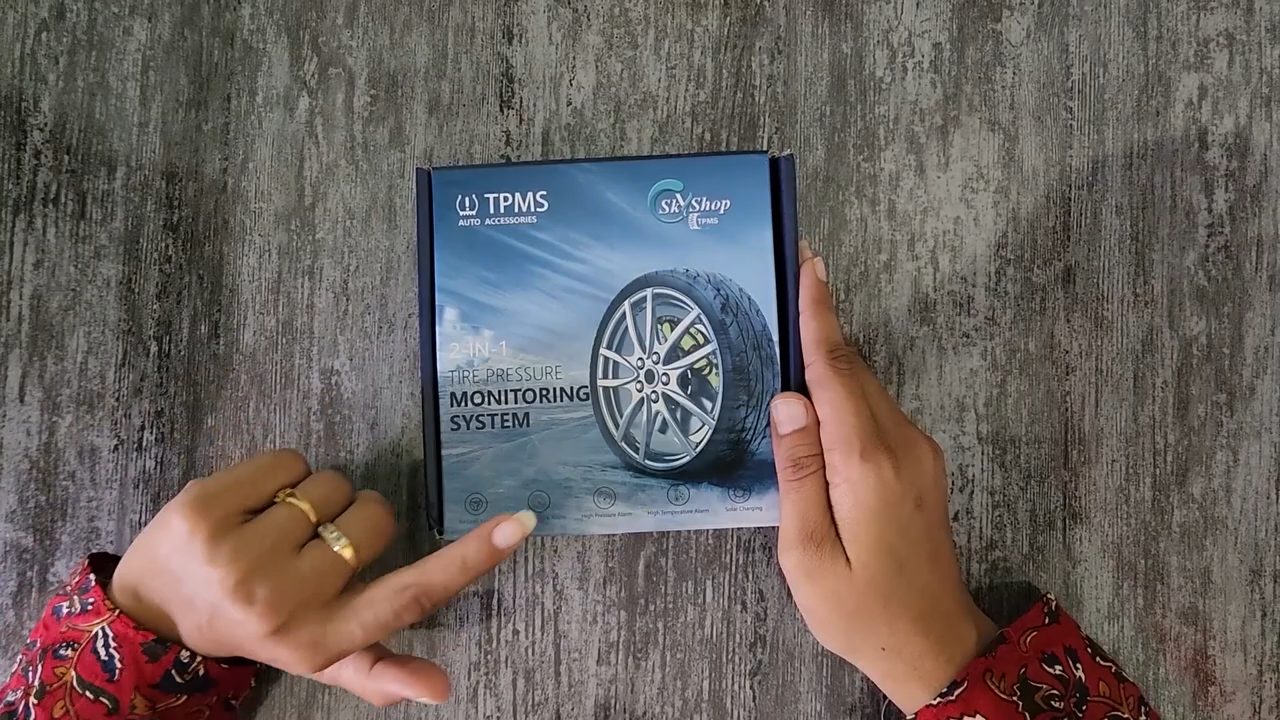 TPMS
AUTO ACCESSORIES
SkyShop
TPMS
2-IN-1
TIRE PRESSURE
MONITORING
SYSTEM
High Pressure Alarm
High Temperature Alarm
Solar Charging